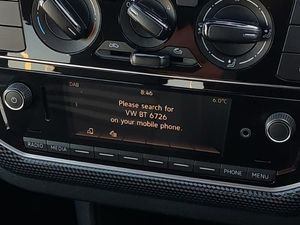 DAB
8:46
6.0°C
Please search for
VW BT 6726
on your mobile phone.
RADIO MEDIA PHONE MENU